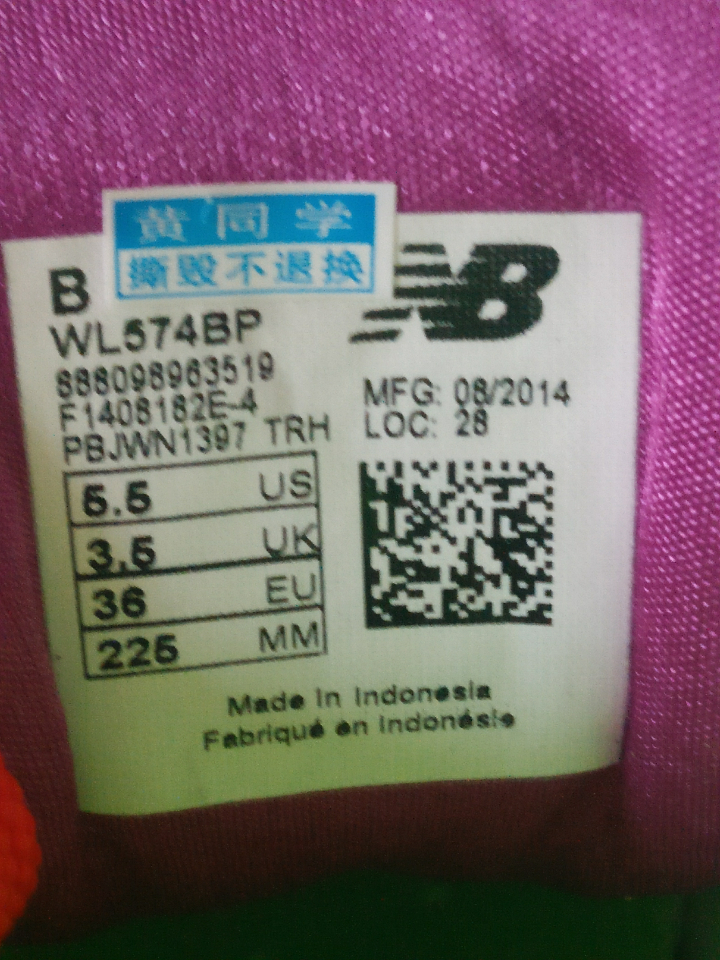 黄同学
撕毁不退换
B
NB
WL574BP
888098963519
F1408182E-4
PBJWN1397 TRH
MFG: 08/2014
LOC: 28
5.5 US
3.5 UK
36 EU
225 MM
Made in Indonesia
Fabriqué en Indonésie